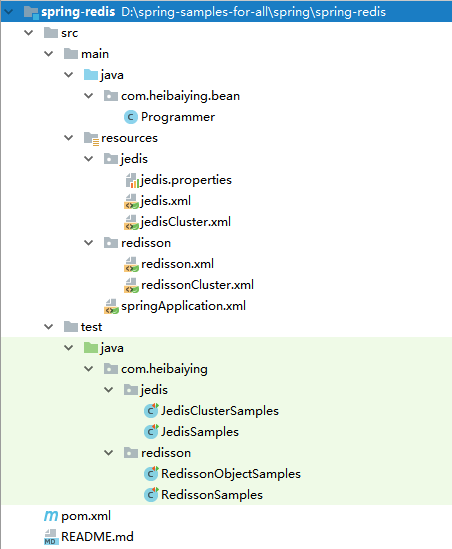 spring-redis D:\spring-samples-for-all\spring\spring-redis
src
main
java
com.heibaiying.bean
Programmer
resources
jedis
jedis.properties
jedis.xml
jedisCluster.xml
redisson
redisson.xml
redissonCluster.xml
springApplication.xml
test
java
com.heibaiying
jedis
JedisClusterSamples
JedisSamples
redisson
RedissonObjectSamples
RedissonSamples
pom.xml
README.md